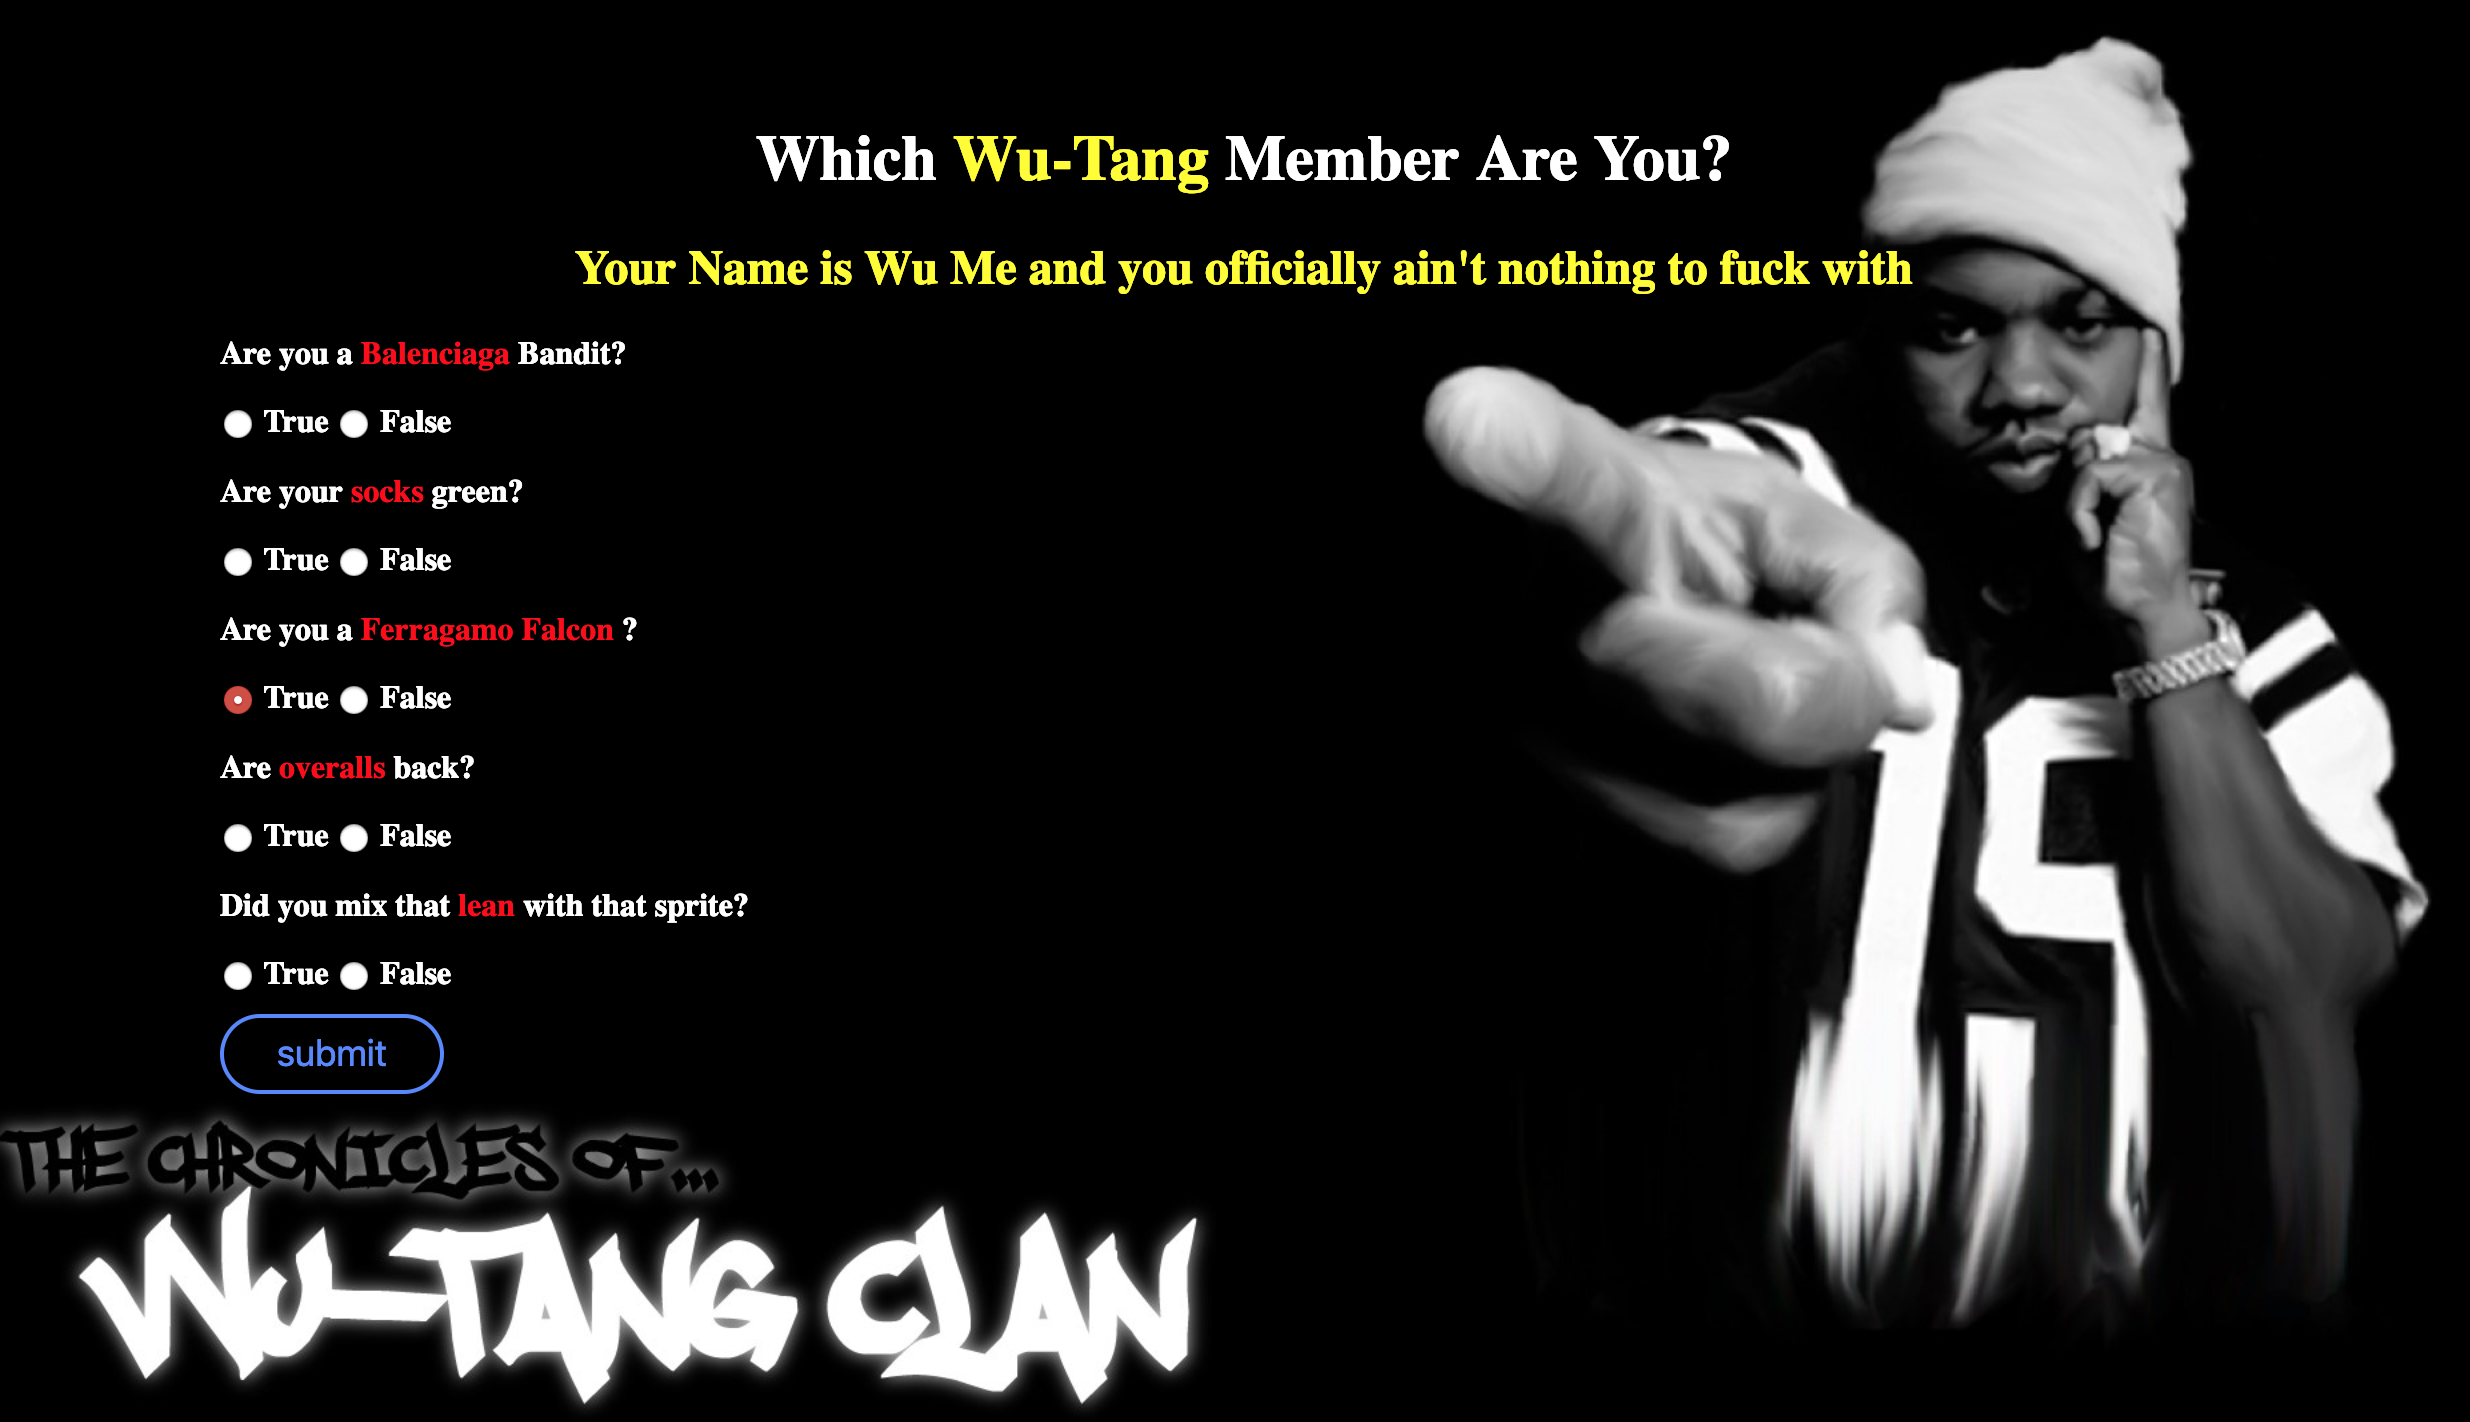 Which Wu-Tang Member Are You?
Your Name is Wu Me and you officially ain't nothing to fuck with
Are you a Balenciaga Bandit?
True False
Are your socks green?
True False
Are you a Ferragamo Falcon ?
True False
Are overalls back?
True False
Did you mix that lean with that sprite?
True False
submit
THE CHRONICLES OF...
WU-TANG CLAN
15